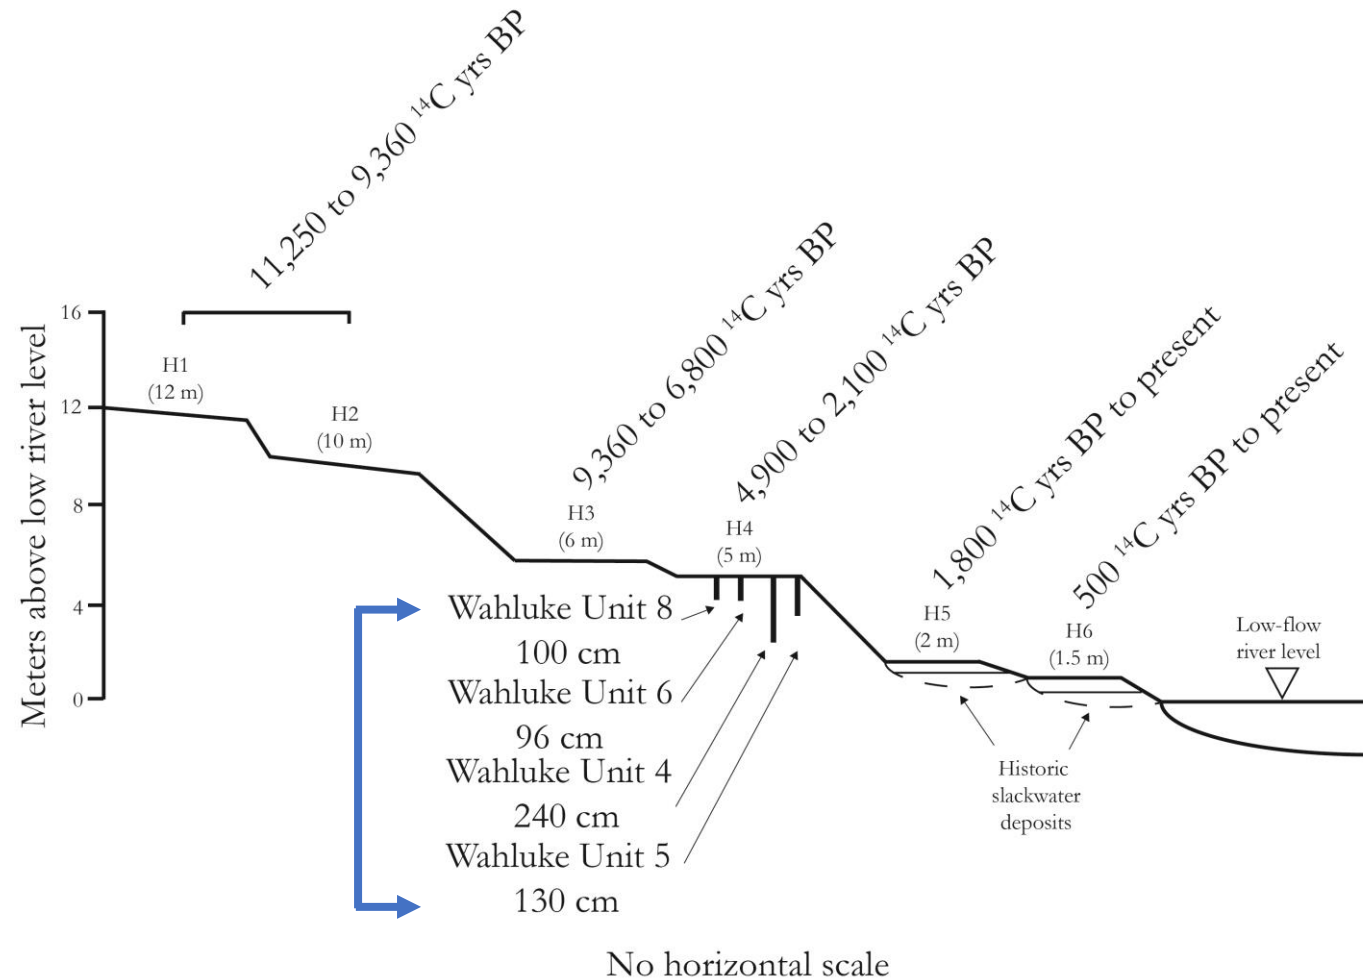 11,250 to 9,360 ¹⁴C yrs BP
9,360 to 6,800 ¹⁴C yrs BP
4,900 to 2,100 ¹⁴C yrs BP
1,800 ¹⁴C yrs BP to present
500 ¹⁴C yrs BP to present
Meters above low river level
16
12
8
4
0
H1
(12 m)
H2
(10 m)
H3
(6 m)
H4
(5 m)
H5
(2 m)
H6
(1.5 m)
Low-flow
river level
Wahluke Unit 8
100 cm
Wahluke Unit 6
96 cm
Wahluke Unit 4
240 cm
Wahluke Unit 5
130 cm
Historic
slackwater
deposits
No horizontal scale